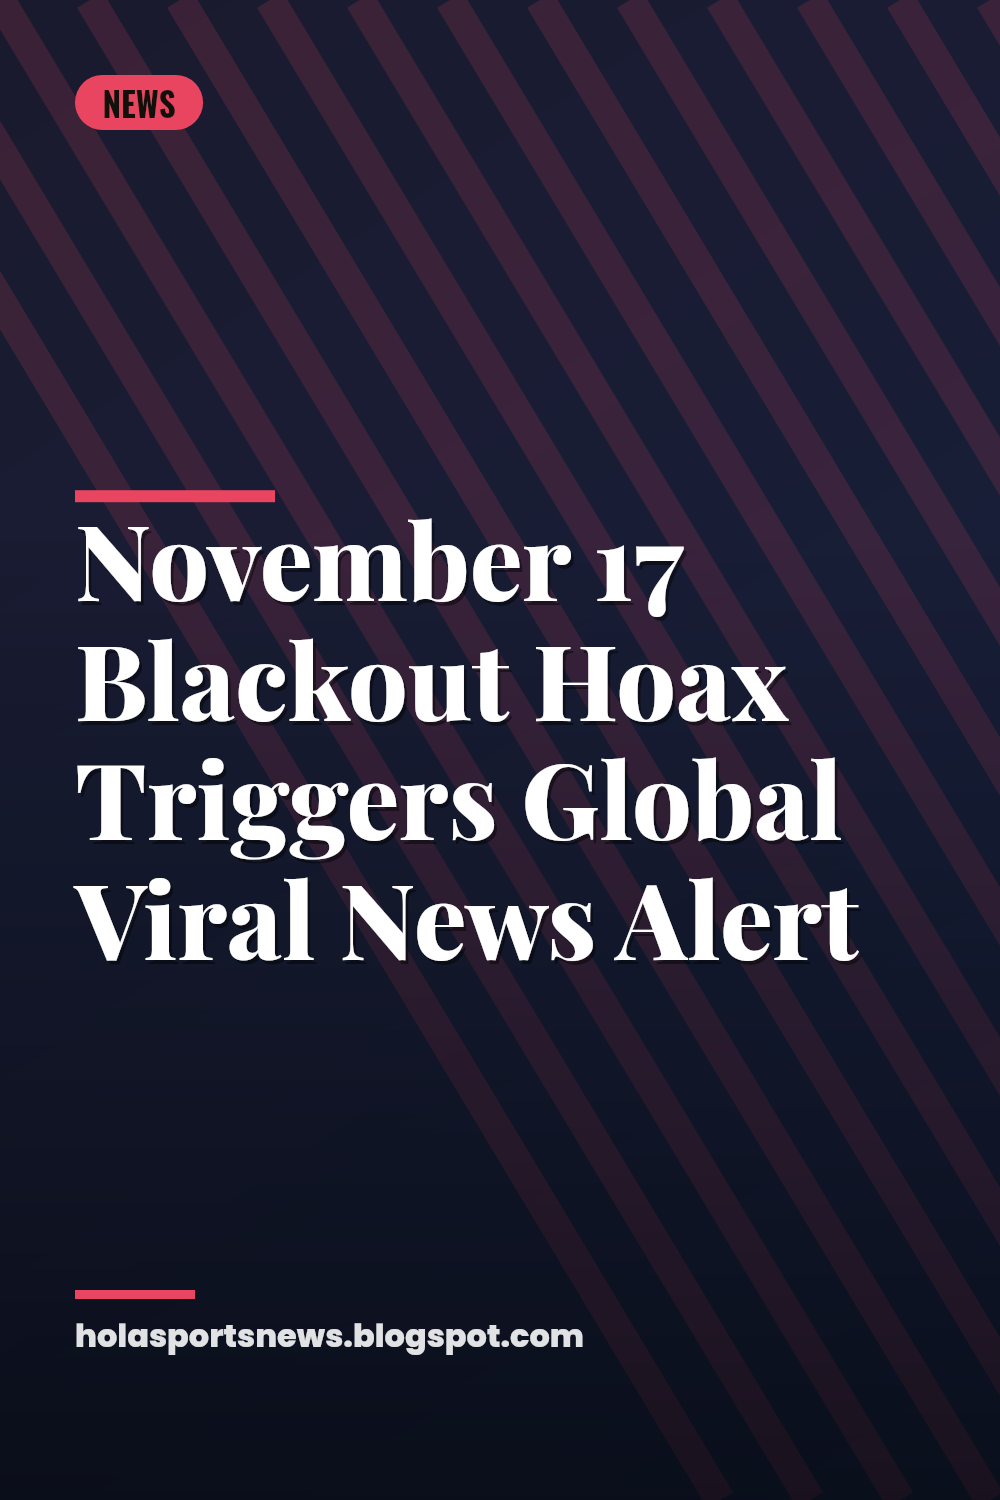 NEWS
November 17
Blackout Hoax
Triggers Global
Viral News Alert
holasportsnews.blogspot.com